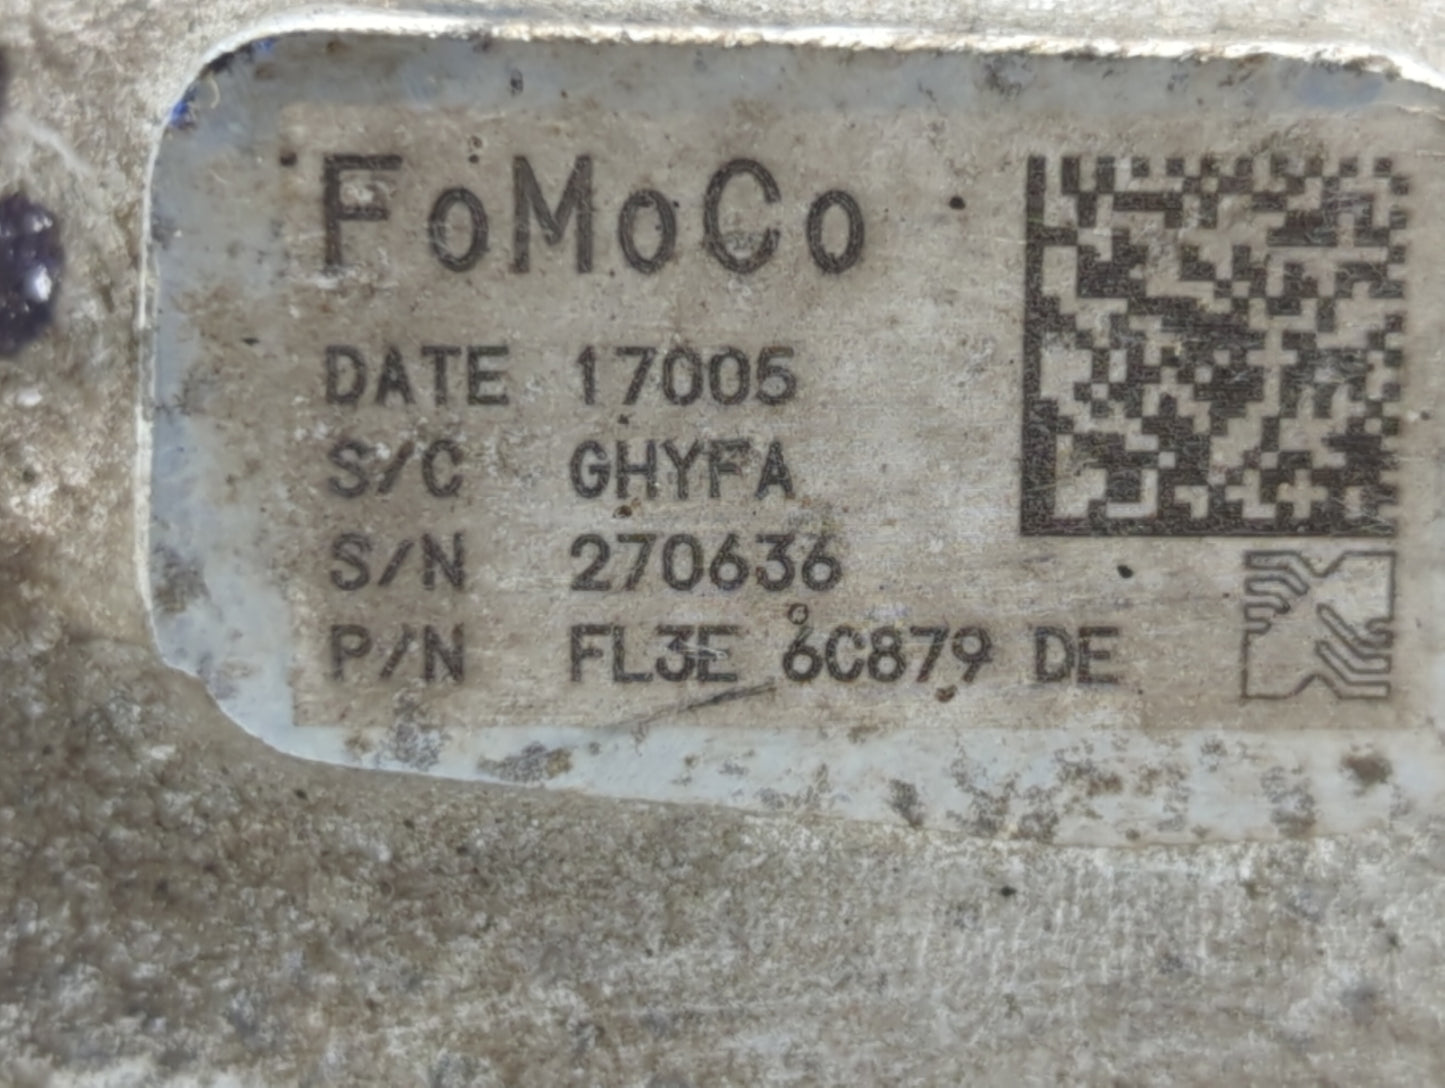 FoMoCo
DATE 17005
S/C GHYFA
S/N 270636
P/N FL3E 6C879 DE